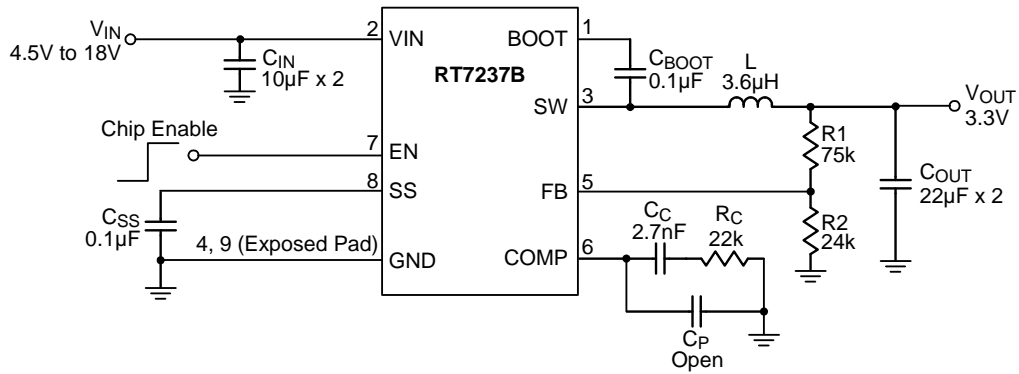 VIN
4.5V to 18V
CIN
10µF x 2
2
VIN
RT7237B
BOOT
1
CBOOT
0.1µF
L
3.6µH
SW
3
VOUT
3.3V
Chip Enable
7
EN
R1
75k
COUT
22µF x 2
8
SS
FB
5
CSS
0.1µF
R2
24k
4, 9 (Exposed Pad)
GND
COMP
6
CC
2.7nF
RC
22k
CP
Open